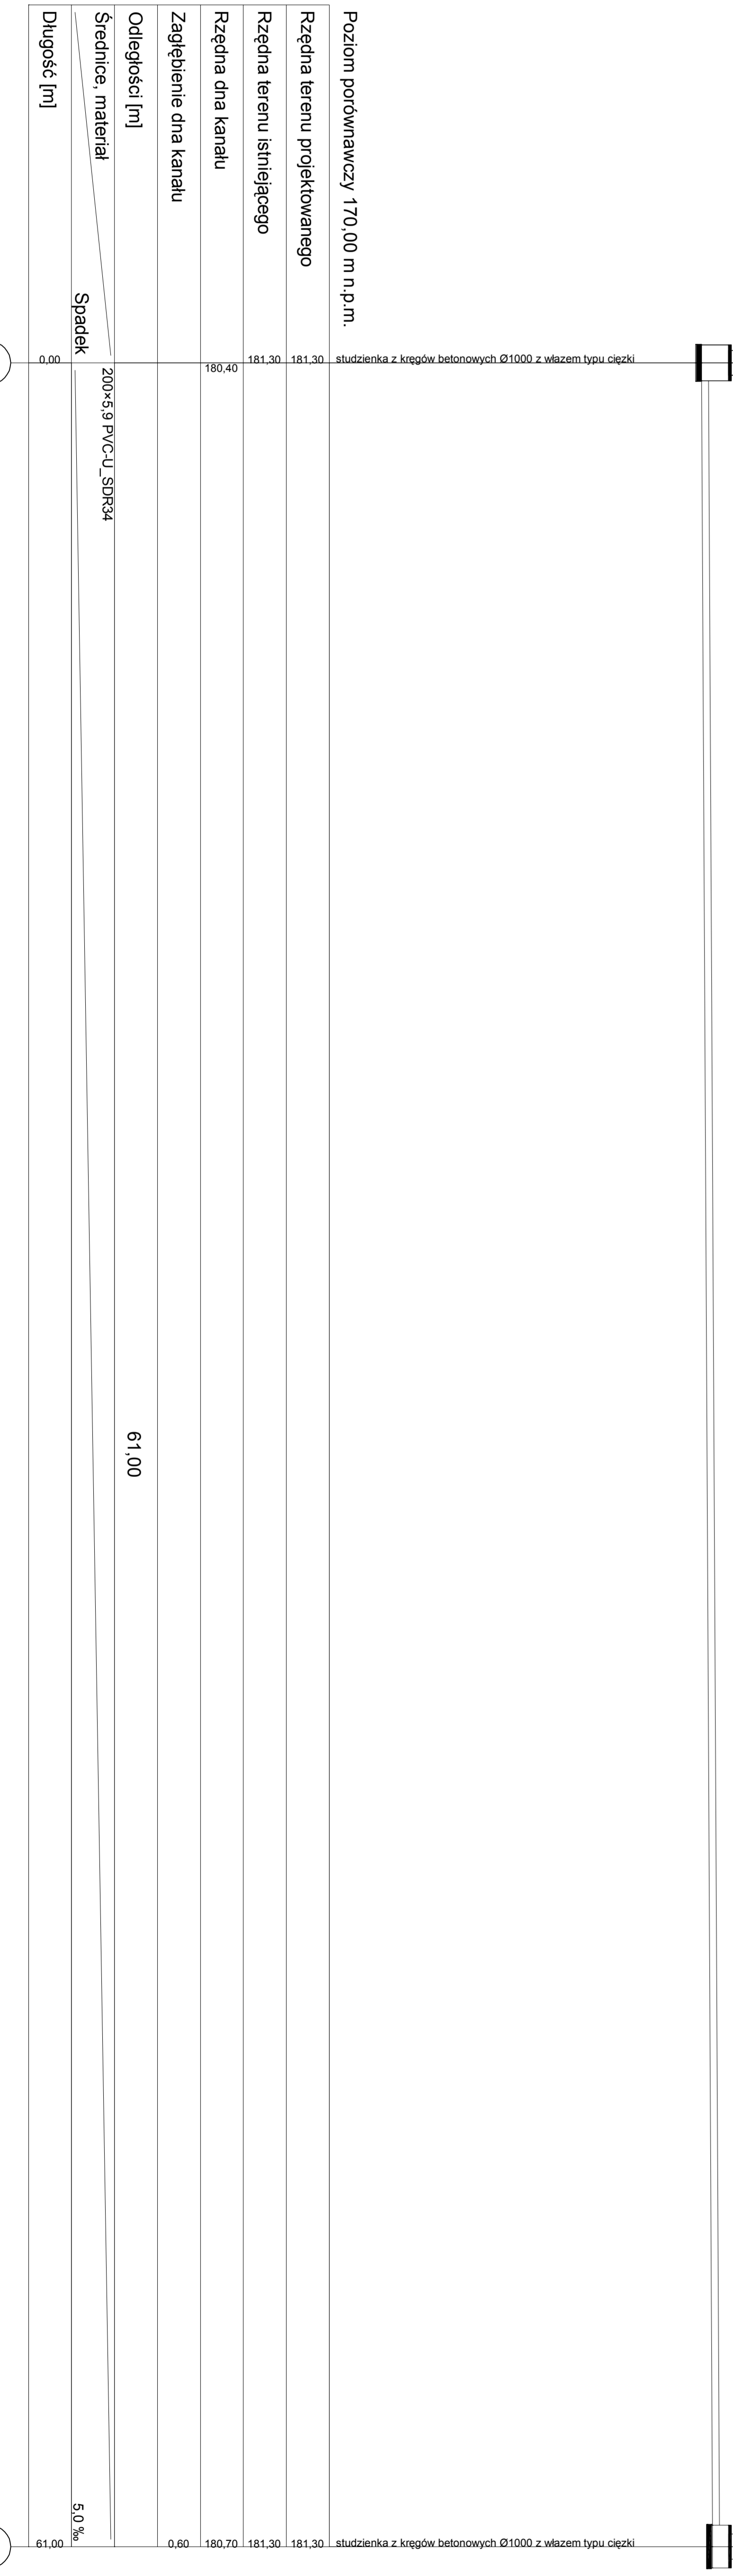 studzienka z kręgów betonowych Ø1000 z włazem typu cięzki
studzienka z kręgów betonowych Ø1000 z włazem typu cięzki
Poziom porównawczy 170,00 m n.p.m.
Rzędna terenu projektowanego
181,30
181,30
Rzędna terenu istniejącego
181,30
181,30
Rzędna dna kanału
180,40
180,70
Zagłębienie dna kanału
0,60
Odległości [m]
61,00
Średnice, materiał
200×5,9 PVC-U_SDR34
Spadek
5,0 ‰
Długość [m]
0,00
61,00